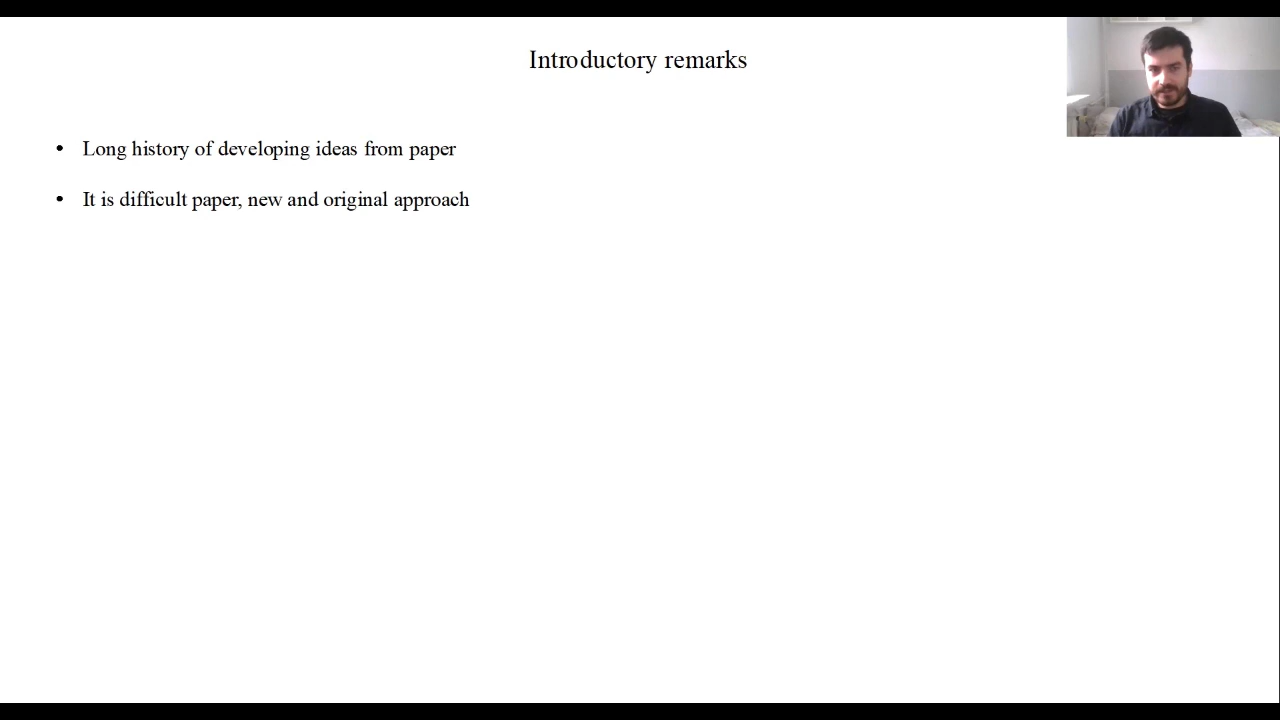 Introductory remarks
• Long history of developing ideas from paper
• It is difficult paper, new and original approach